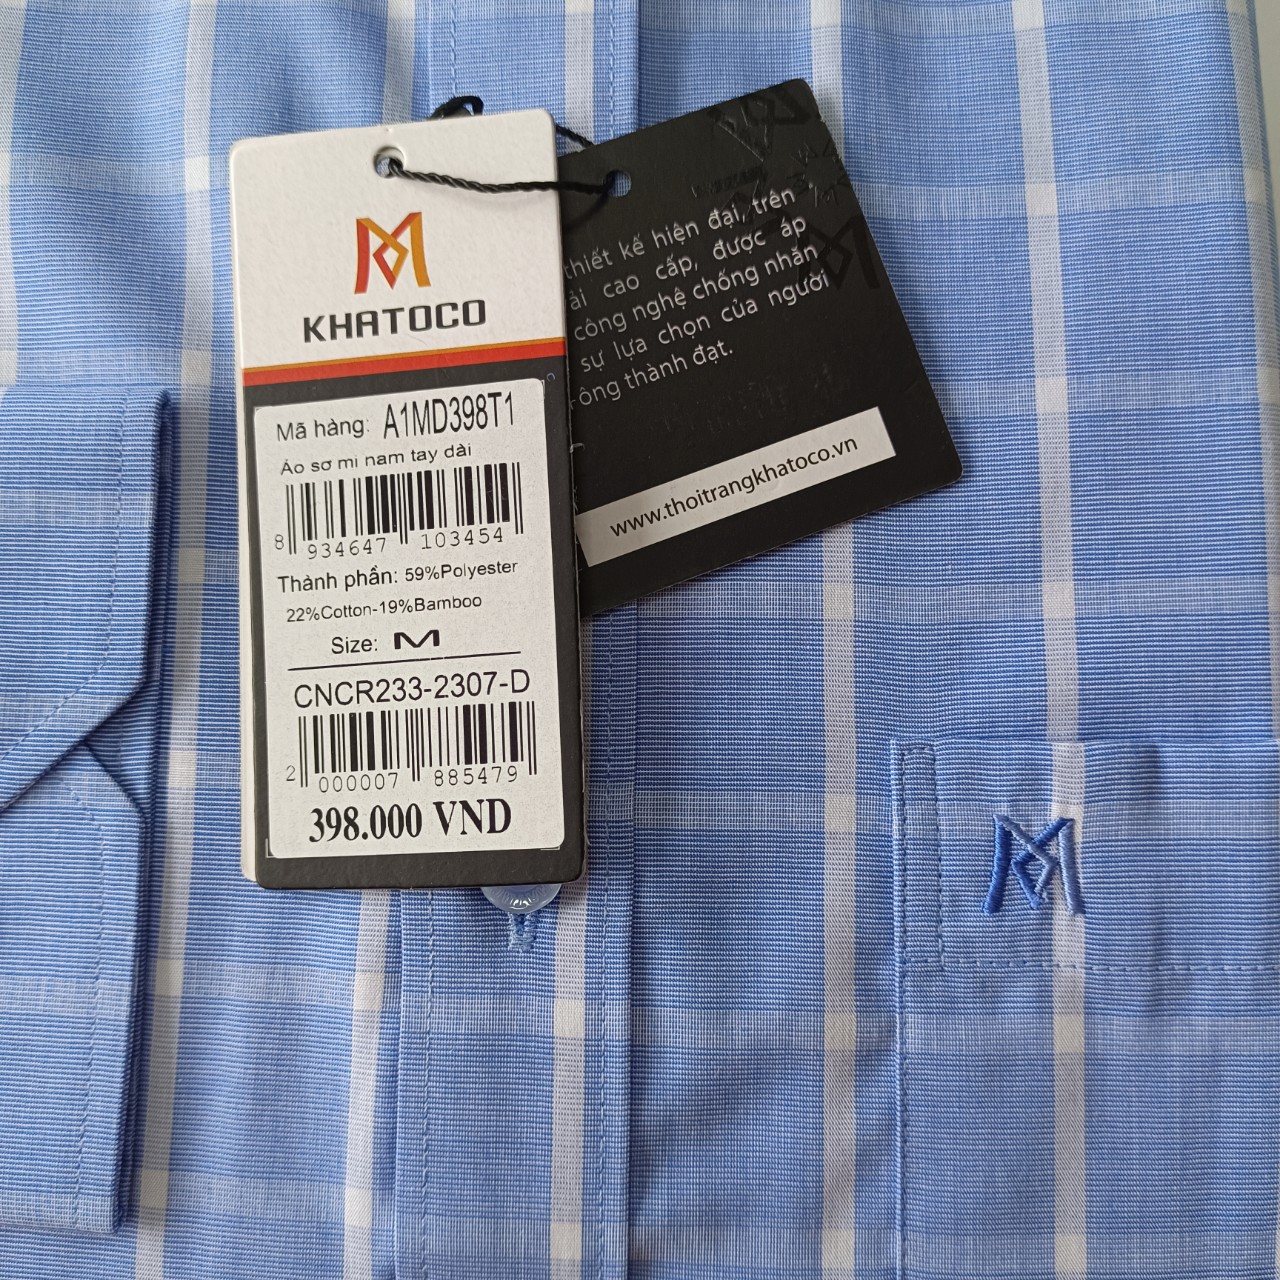 KHATOCO
Mã hàng: A1MD398T1
Áo sơ mi nam tay dài
8 934647 103454
Thành phần: 59%Polyester
22%Cotton-19%Bamboo
Size: M
CNCR233-2307-D
2 000007 885479
398.000 VND
thiết kế hiện đại, trên
cao cấp, được áp
công nghệ chống nhăn
sự lựa chọn của người
thành đạt.
www.thoitrangkhatoco.vn